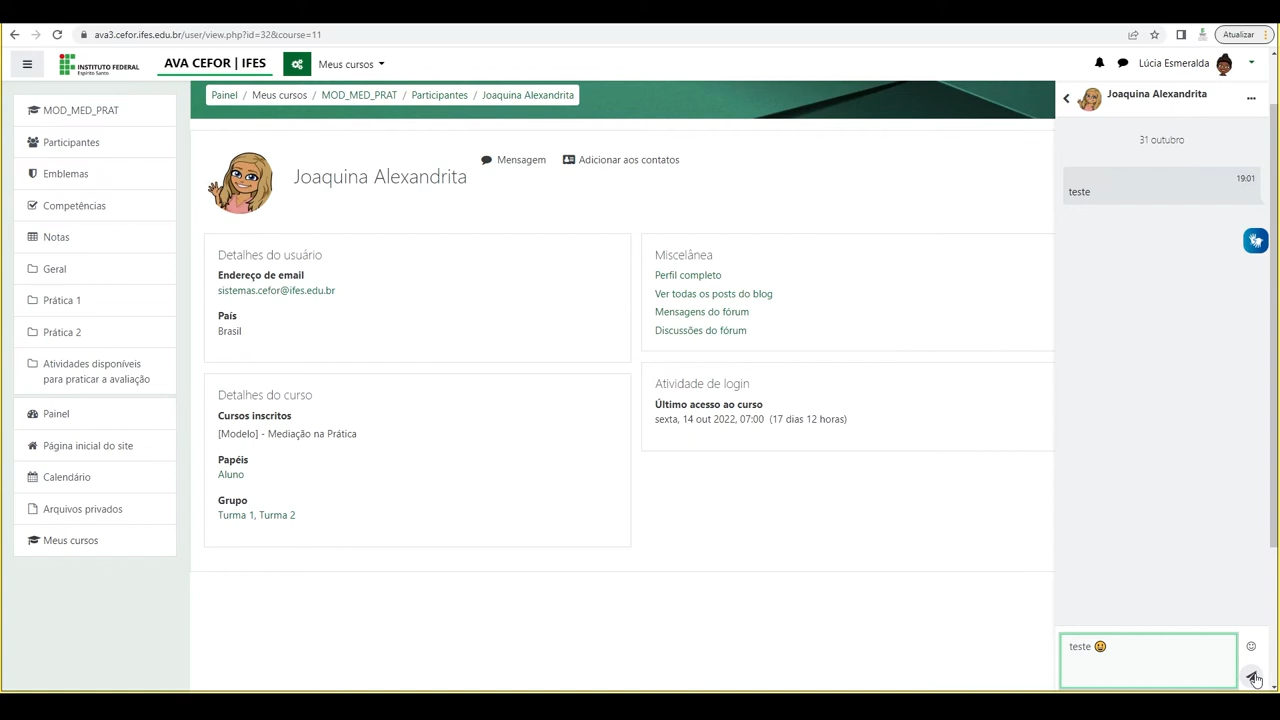 ava3.cefor.ifes.edu.br/user/view.php?id=32&course=11
Atualizar
INSTITUTO FEDERAL
Espírito Santo
AVA CEFOR | IFES
Meus cursos
Lúcia Esmeralda
MOD_MED_PRAT
Participantes
Emblemas
Competências
Notas
Geral
Prática 1
Prática 2
Atividades disponíveis
para praticar a avaliação
Painel
Página inicial do site
Calendário
Arquivos privados
Meus cursos
Painel / Meus cursos / MOD_MED_PRAT / Participantes / Joaquina Alexandrita
Joaquina Alexandrita
Mensagem
Adicionar aos contatos
Detalhes do usuário
Endereço de email
sistemas.cefor@ifes.edu.br
País
Brasil
Detalhes do curso
Cursos inscritos
[Modelo] - Mediação na Prática
Papéis
Aluno
Grupo
Turma 1, Turma 2
Miscelânea
Perfil completo
Ver todas os posts do blog
Mensagens do fórum
Discussões do fórum
Atividade de login
Último acesso ao curso
sexta, 14 out 2022, 07:00 (17 dias 12 horas)
Joaquina Alexandrita
31 outubro
19:01
teste
teste 😃